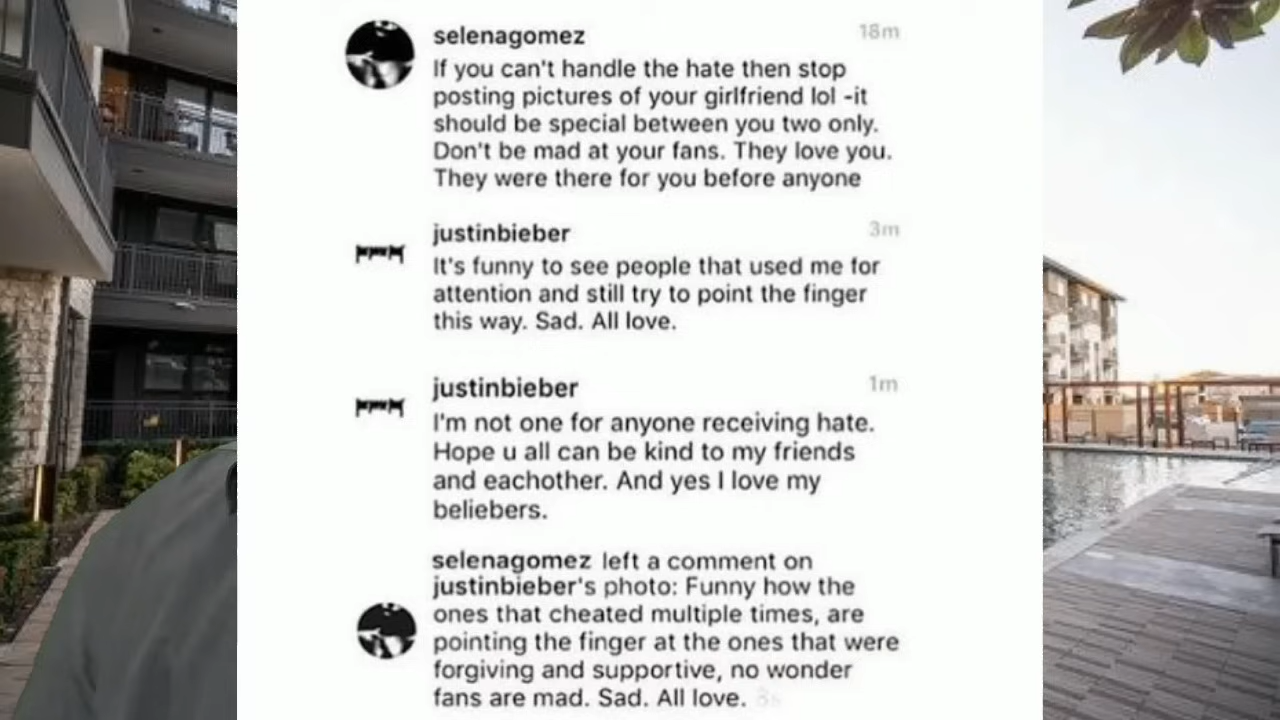 selenagomez 18m
If you can't handle the hate then stop
posting pictures of your girlfriend lol -it
should be special between you two only.
Don't be mad at your fans. They love you.
They were there for you before anyone
justinbieber 3m
It's funny to see people that used me for
attention and still try to point the finger
this way. Sad. All love.
justinbieber 1m
I'm not one for anyone receiving hate.
Hope u all can be kind to my friends
and eachother. And yes I love my
beliebers.
selenagomez left a comment on
justinbieber's photo: Funny how the
ones that cheated multiple times, are
pointing the finger at the ones that were
forgiving and supportive, no wonder
fans are mad. Sad. All love. 8s